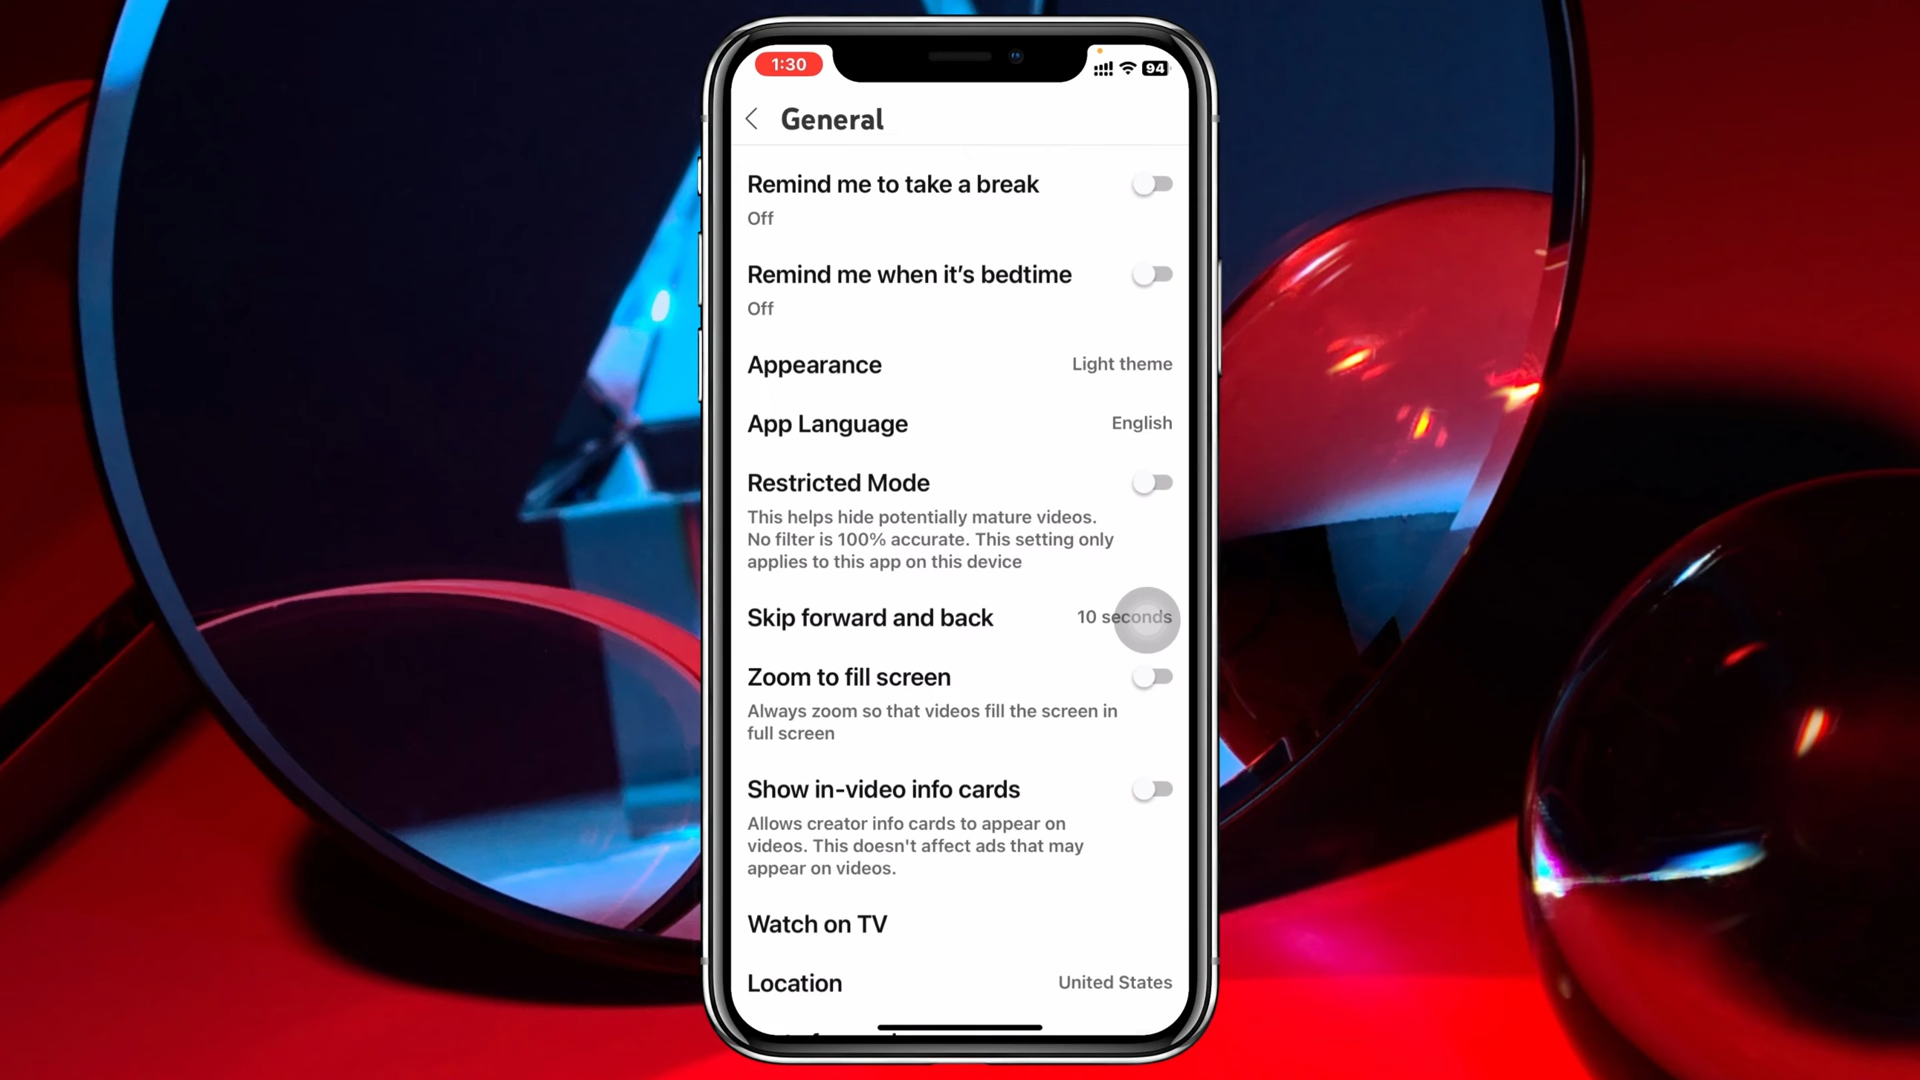 1:30
94
General
Remind me to take a break
Off
Remind me when it's bedtime
Off
Appearance Light theme
App Language English
Restricted Mode
This helps hide potentially mature videos.
No filter is 100% accurate. This setting only
applies to this app on this device
Skip forward and back 10 seconds
Zoom to fill screen
Always zoom so that videos fill the screen in
full screen
Show in-video info cards
Allows creator info cards to appear on
videos. This doesn't affect ads that may
appear on videos.
Watch on TV
Location United States